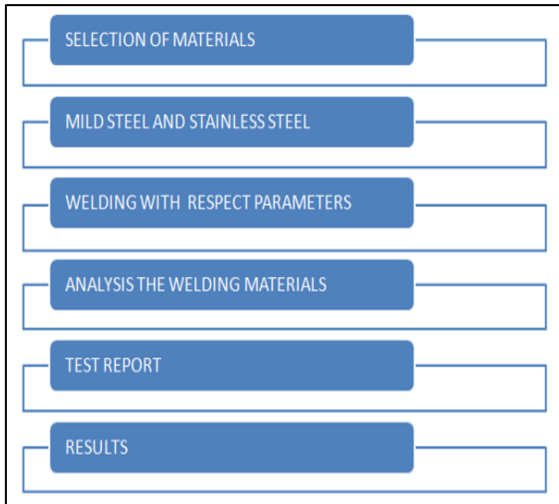 SELECTION OF MATERIALS
MILD STEEL AND STAINLESS STEEL
WELDING WITH RESPECT PARAMETERS
ANALYSIS THE WELDING MATERIALS
TEST REPORT
RESULTS